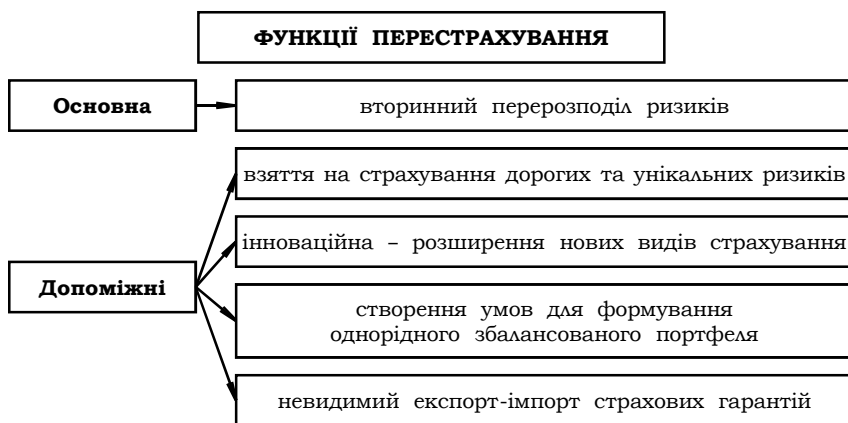 ФУНКЦІЇ ПЕРЕСТРАХУВАННЯ
Основна
вторинний перерозподіл ризиків
взяття на страхування дорогих та унікальних ризиків
інноваційна – розширення нових видів страхування
Допоміжні
створення умов для формування
однорідного збалансованого портфеля
невидимий експорт-імпорт страхових гарантій